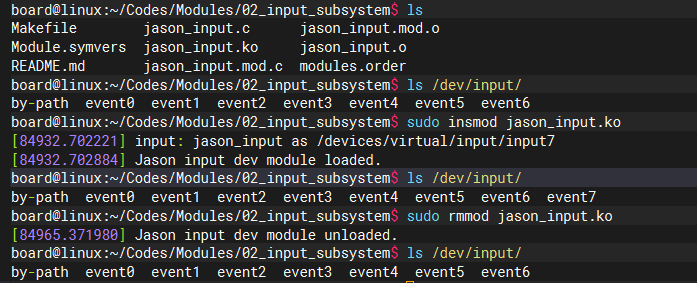 board@linux:~/Codes/Modules/02_input_subsystem$ ls
Makefile        jason_input.c      jason_input.mod.o
Module.symvers  jason_input.ko     jason_input.o
README.md       jason_input.mod.c  modules.order
board@linux:~/Codes/Modules/02_input_subsystem$ ls /dev/input/
by-path  event0  event1  event2  event3  event4  event5  event6
board@linux:~/Codes/Modules/02_input_subsystem$ sudo insmod jason_input.ko
[84932.702221] input: jason_input as /devices/virtual/input/input7
[84932.702884] Jason input dev module loaded.
board@linux:~/Codes/Modules/02_input_subsystem$ ls /dev/input/
by-path  event0  event1  event2  event3  event4  event5  event6  event7
board@linux:~/Codes/Modules/02_input_subsystem$ sudo rmmod jason_input.ko
[84965.371980] Jason input dev module unloaded.
board@linux:~/Codes/Modules/02_input_subsystem$ ls /dev/input/
by-path  event0  event1  event2  event3  event4  event5  event6